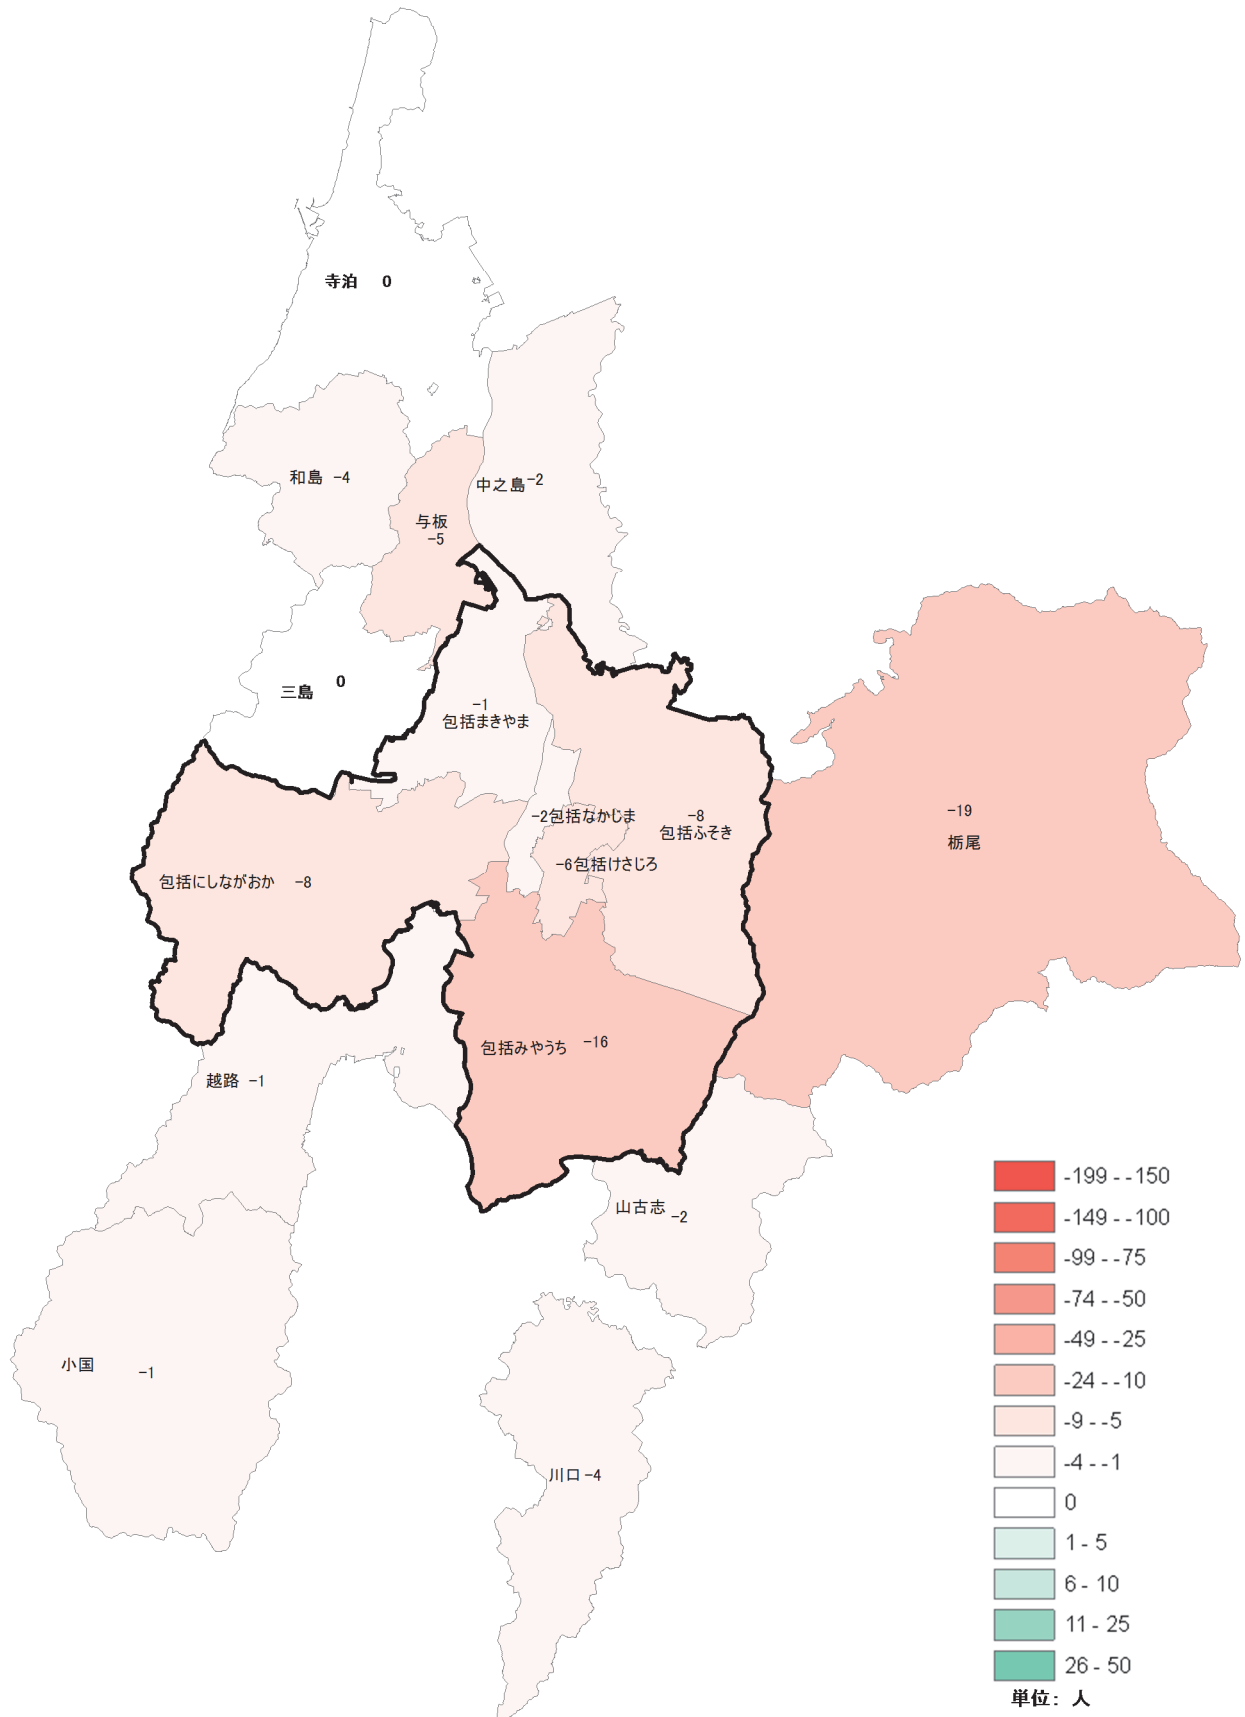 寺泊 0
和島 -4
中之島 -2
与板
-5
三島 0
-1
包括まきやま
-2包括なかじま
-8
包括ふそき
-6包括けさじろ
-19
栃尾
包括にしながおか -8
包括みやうち -16
越路 -1
山古志 -2
小国 -1
川口 -4
-199 - -150
-149 - -100
-99 - -75
-74 - -50
-49 - -25
-24 - -10
-9 - -5
-4 - -1
0
1 - 5
6 - 10
11 - 25
26 - 50
単位：人